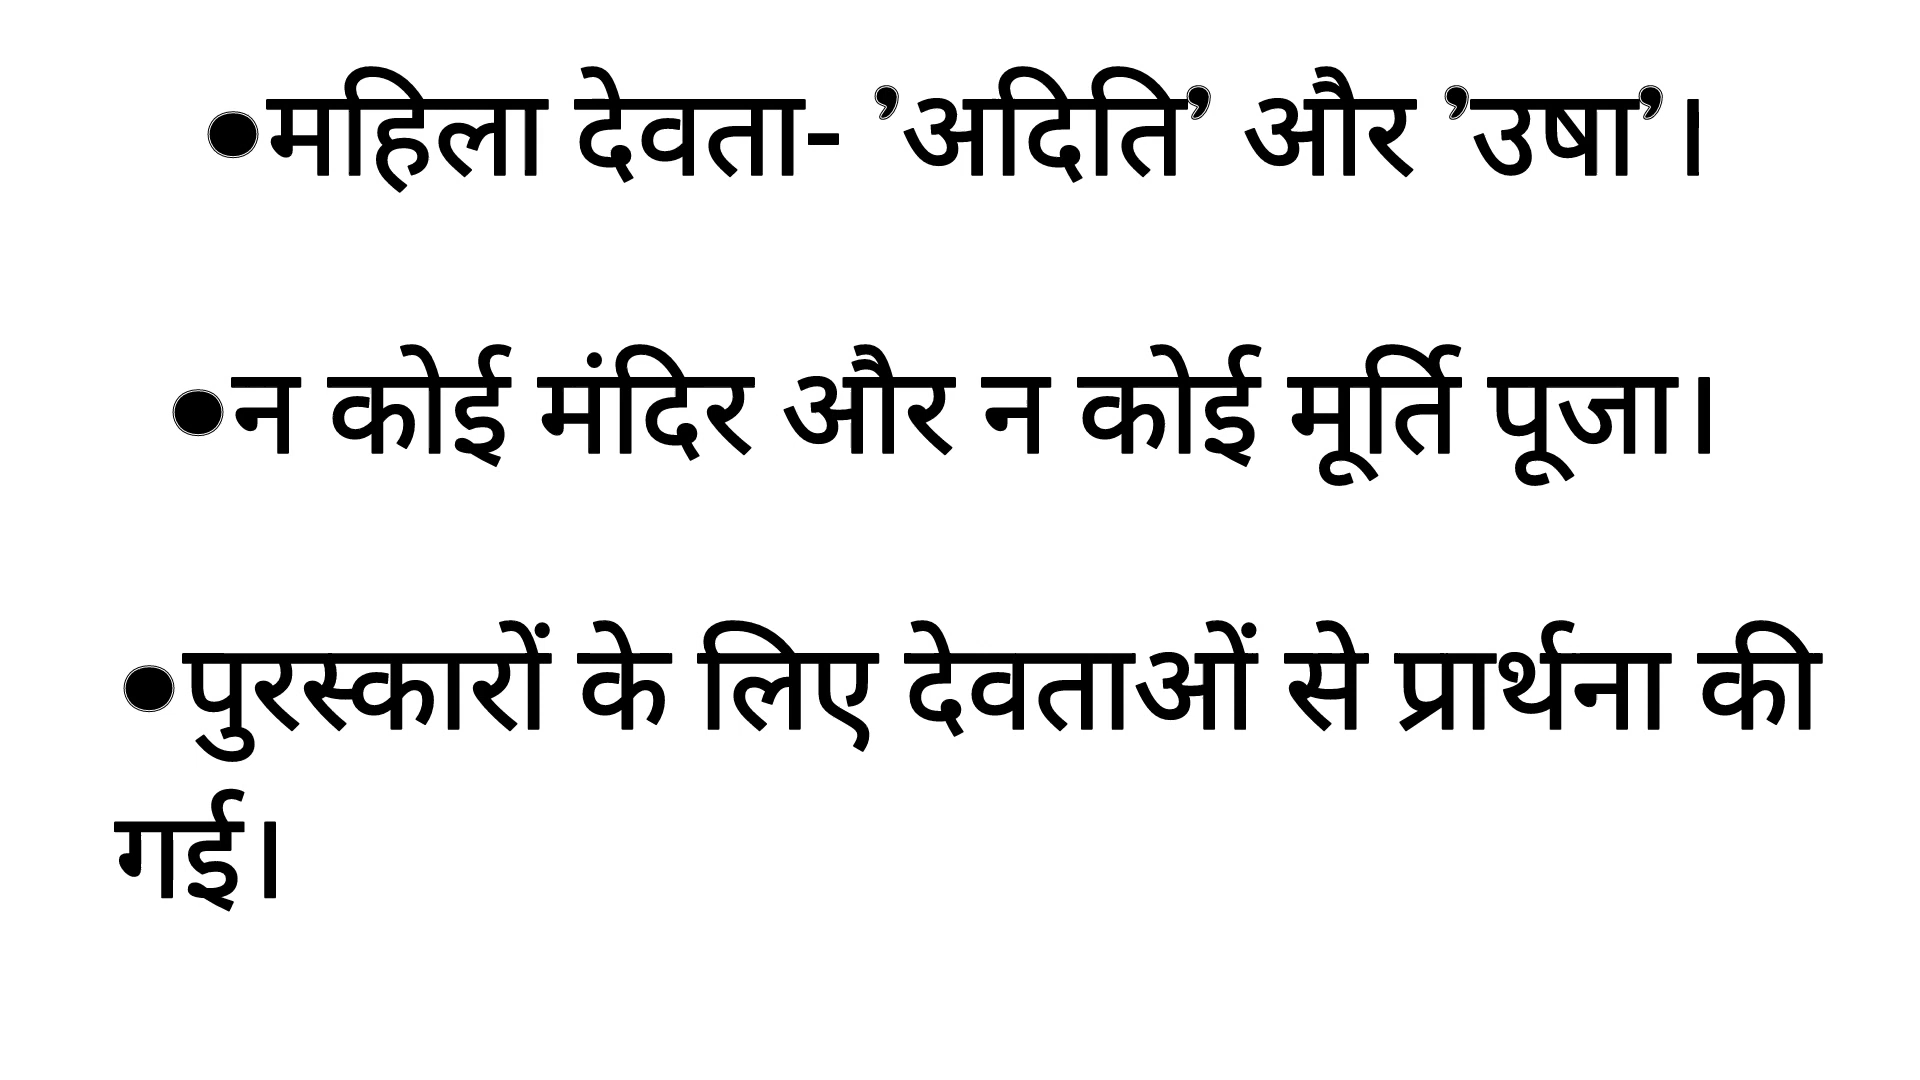 ●महिला देवता- ’अदिति’ और ’उषा’।
●न कोई मंदिर और न कोई मूर्ति पूजा।
●पुरस्कारों के लिए देवताओं से प्रार्थना की
गई।